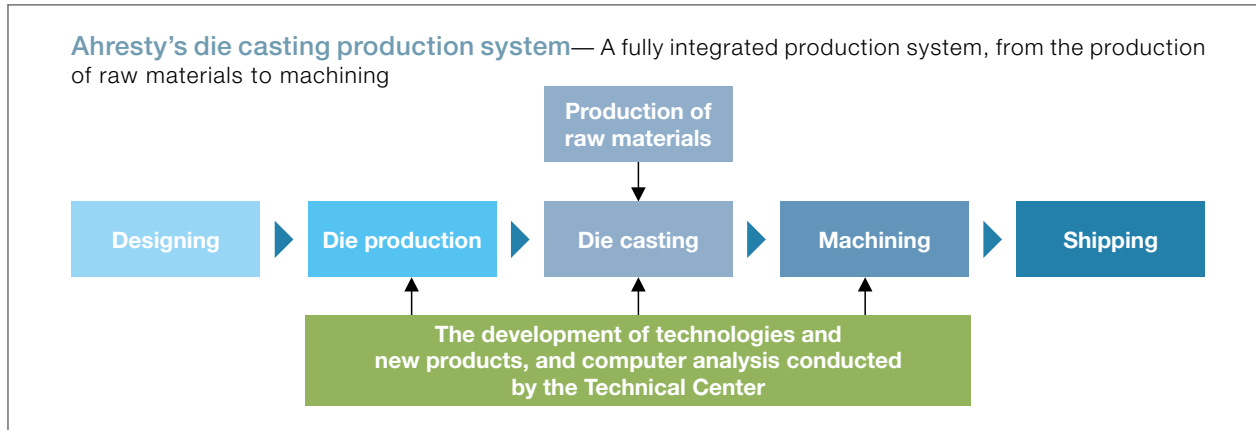 Ahresty's die casting production system— A fully integrated production system, from the production
of raw materials to machining
Production of
raw materials
Designing
Die production
Die casting
Machining
Shipping
The development of technologies and
new products, and computer analysis conducted
by the Technical Center